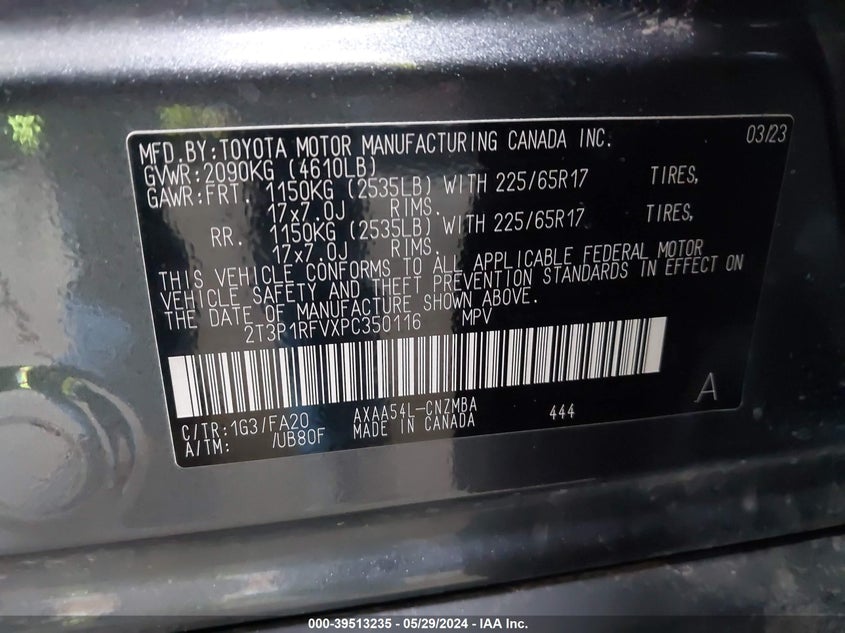 03/23
MFD.BY:TOYOTA MOTOR MANUFACTURING CANADA INC.
GVWR:2090KG (4610LB)
GAWR:FRT. 1150KG (2535LB) WITH 225/65R17 TIRES,
17x7.0J RIMS.
RR. 1150KG (2535LB) WITH 225/65R17 TIRES,
17x7.0J RIMS.
THIS VEHICLE CONFORMS TO ALL APPLICABLE FEDERAL MOTOR
VEHICLE SAFETY AND THEFT PREVENTION STANDARDS IN EFFECT ON
THE DATE OF MANUFACTURE SHOWN ABOVE.
2T3P1RFVXPC350116 MPV
A
C/TR:1G3/FA20 AXAA54L-CNZMBA 444
A/TM: /UB80F MADE IN CANADA
000-39513235 - 05/29/2024 - IAA Inc.